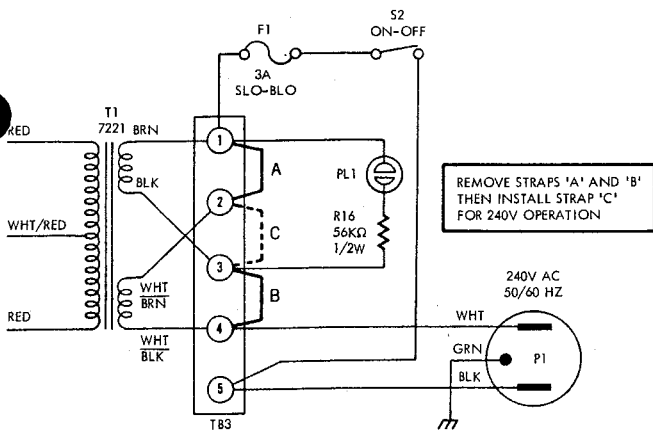 S2
ON-OFF
F1
3A
SLO-BLO
T1
7221
RED
BRN
1
A
PL1
BLK
2
REMOVE STRAPS 'A' AND 'B'
THEN INSTALL STRAP 'C'
FOR 240V OPERATION
WHT/RED
C
R16
56KΩ
1/2W
3
WHT
BRN
B
240V AC
50/60 HZ
RED
4
WHT
WHT
BLK
GRN
P1
BLK
5
TB3